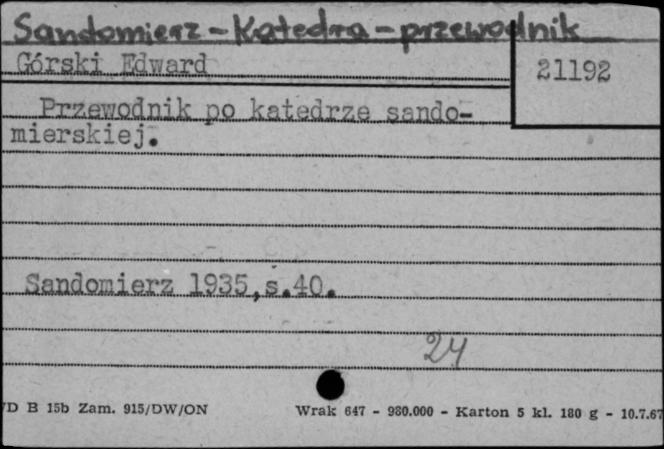 Sandomierz - Katedra - przewodnik
Górski Edward
21192
Przewodnik po katedrze sando-
mierskiej.
Sandomierz 1935,s.40.
24
D B 15b Zam. 915/DW/ON Wrak 647 - 980.000 - Karton 5 kl. 180 g - 10.7.67